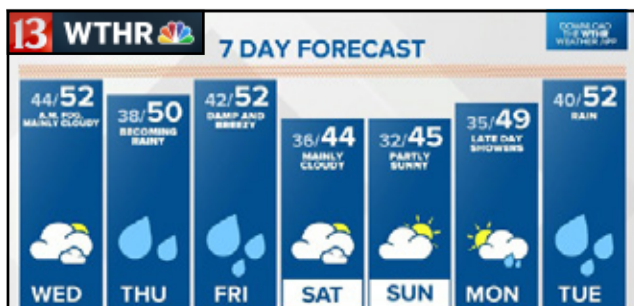 13 WTHR
7 DAY FORECAST
DOWNLOAD
THE WTHR
WEATHER APP
44/52
A.M. FOG,
MAINLY CLOUDY
WED
38/50
BECOMING
RAINY
THU
42/52
DAMP AND
BREEZY
FRI
36/44
MAINLY
CLOUDY
SAT
32/45
PARTLY
SUNNY
SUN
35/49
LATE DAY
SHOWERS
MON
40/52
RAIN
TUE